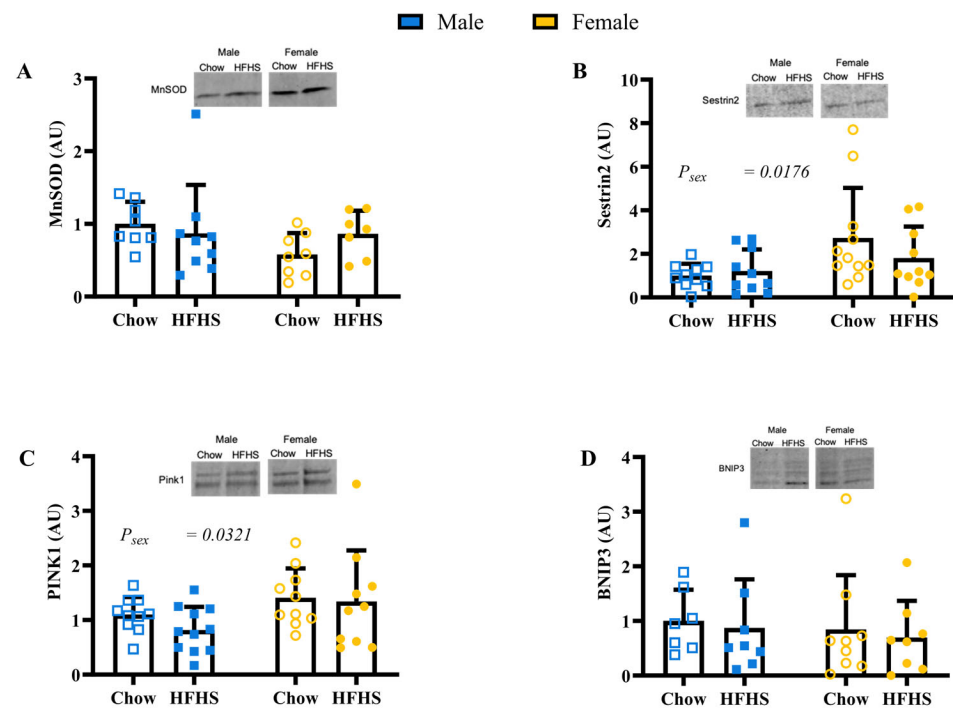 Male Female
A
Male Female
Chow HFHS Chow HFHS
MnSOD
MnSOD (AU)
3
2
1
0
Chow HFHS Chow HFHS
B
Male Female
Chow HFHS Chow HFHS
Sestrin2
Sestrin2 (AU)
10
8
6
4
2
0
Psex = 0.0176
Chow HFHS Chow HFHS
C
Male Female
Chow HFHS Chow HFHS
Pink1
PINK1 (AU)
4
3
2
1
0
Psex = 0.0321
Chow HFHS Chow HFHS
D
Male Female
Chow HFHS Chow HFHS
BNIP3
BNIP3 (AU)
4
3
2
1
0
Chow HFHS Chow HFHS